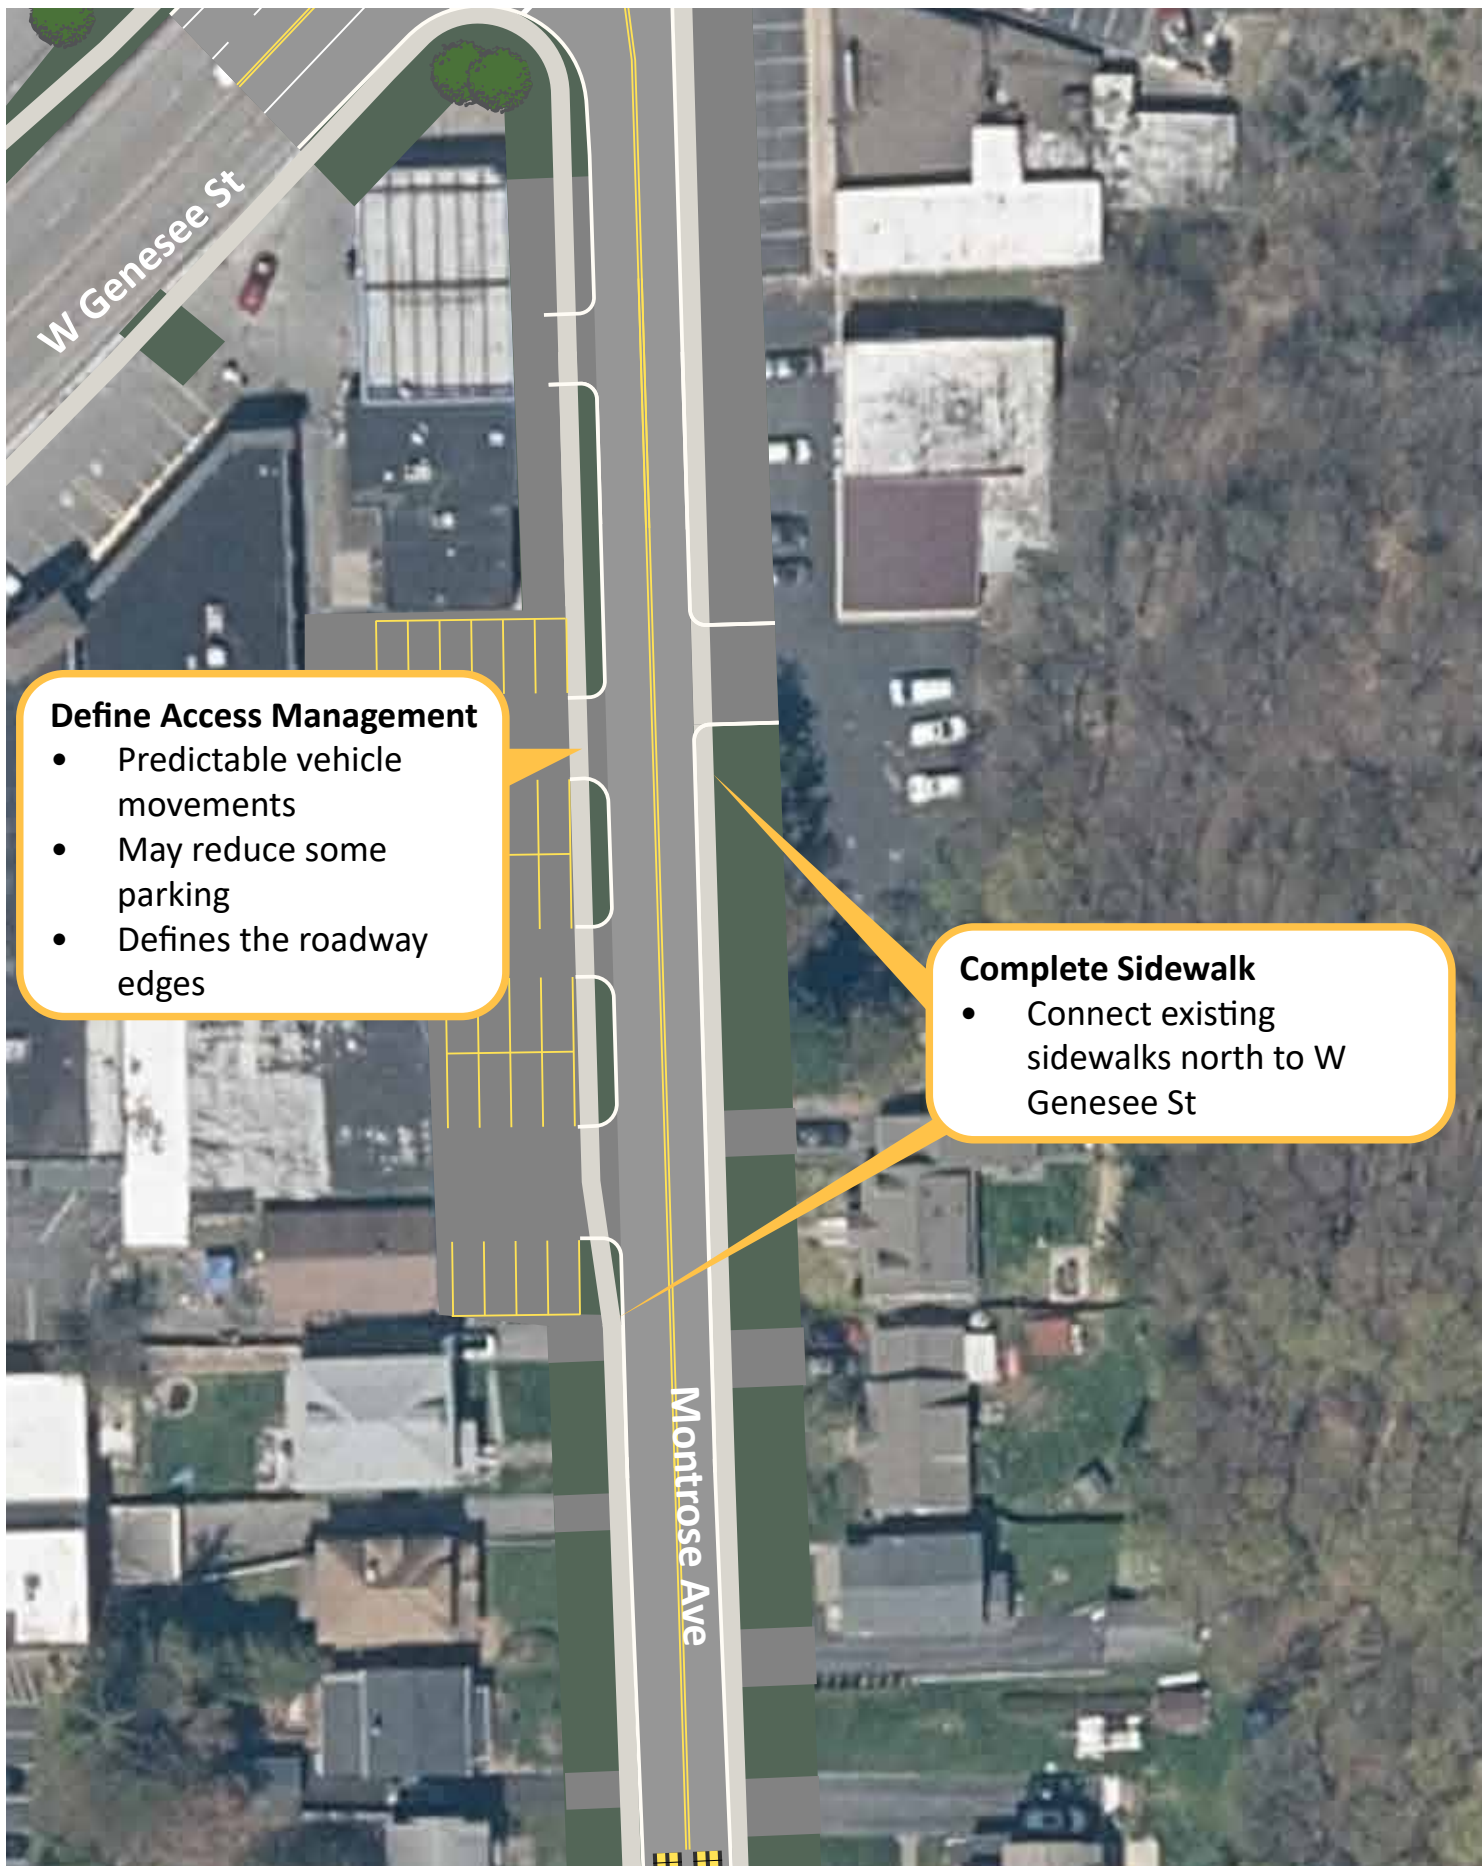 W Genesee St
Define Access Management
• Predictable vehicle
movements
• May reduce some
parking
• Defines the roadway
edges
Complete Sidewalk
• Connect existing
sidewalks north to W
Genesee St
Montrose Ave